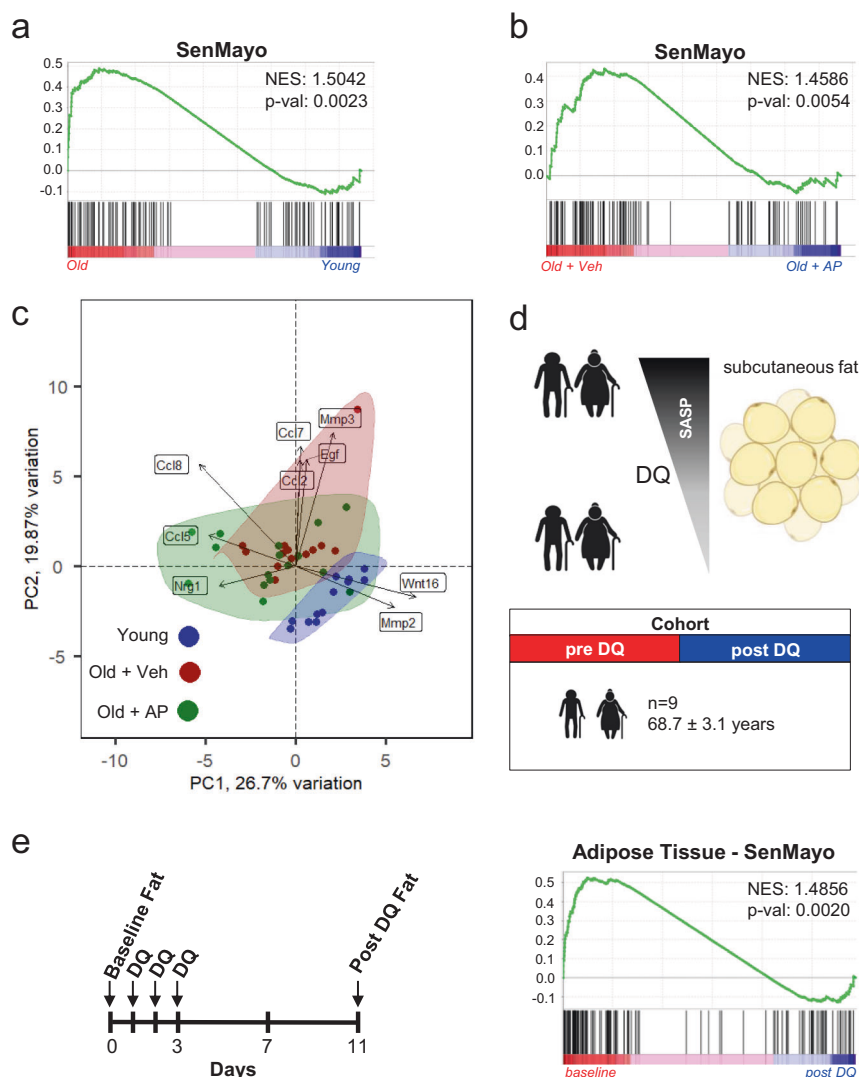 a
SenMayo
NES: 1.5042
p-val: 0.0023
0.5
0.4
0.3
0.2
0.1
0.0
-0.1
Old
Young
b
SenMayo
NES: 1.4586
p-val: 0.0054
0.4
0.3
0.2
0.1
0.0
Old + Veh
Old + AP
c
10
5
0
-5
PC2, 19.87% variation
Ccl7
Mmp3
Egf
Ccl2
Ccl8
Ccl5
Nrg1
Wnt16
Mmp2
Young
Old + Veh
Old + AP
-10
-5
0
5
PC1, 26.7% variation
d
subcutaneous fat
SASP
DQ
Cohort
pre DQ
post DQ
n=9
68.7 ± 3.1 years
e
Baseline Fat
DQ
DQ
DQ
Post DQ Fat
0
3
7
11
Days
Adipose Tissue - SenMayo
NES: 1.4856
p-val: 0.0020
0.5
0.4
0.3
0.2
0.1
0.0
-0.1
baseline
post DQ